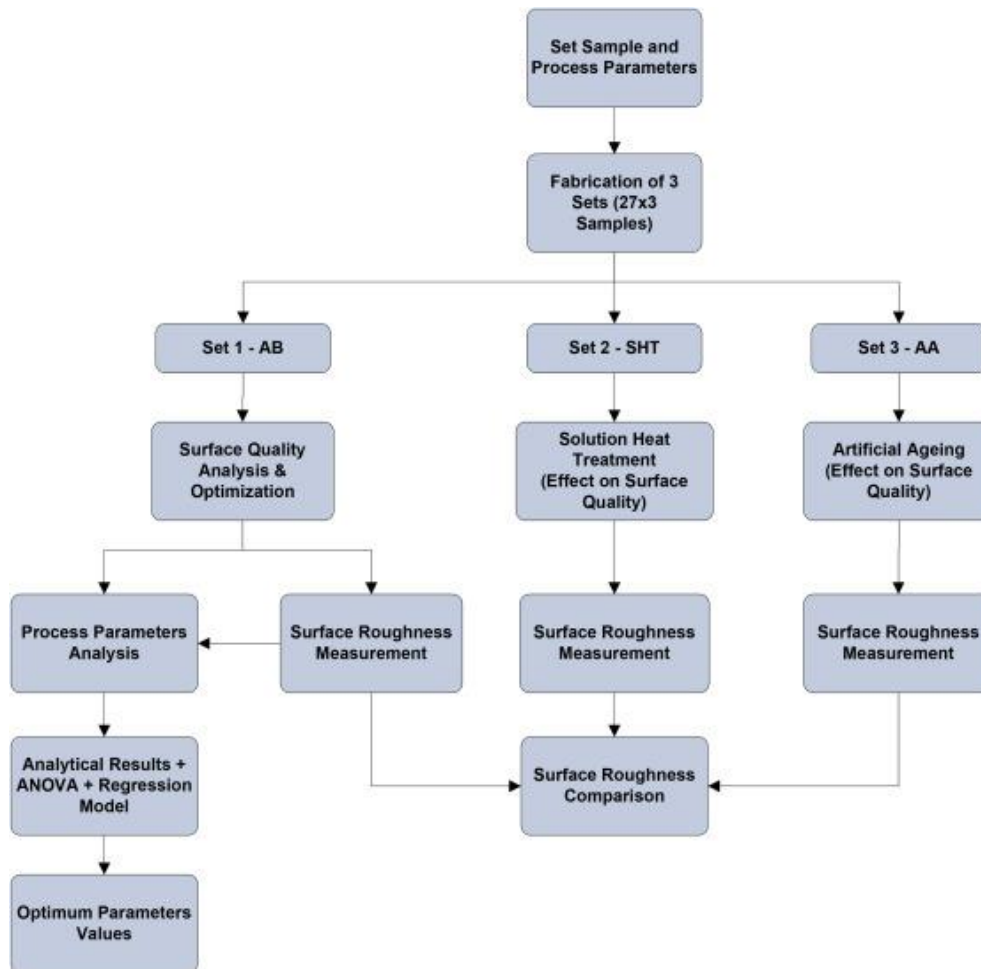 Set Sample and
Process Parameters
Fabrication of 3
Sets (27x3
Samples)
Set 1 - AB
Set 2 - SHT
Set 3 - AA
Surface Quality
Analysis &
Optimization
Solution Heat
Treatment
(Effect on Surface
Quality)
Artificial Ageing
(Effect on Surface
Quality)
Process Parameters
Analysis
Surface Roughness
Measurement
Surface Roughness
Measurement
Surface Roughness
Measurement
Analytical Results +
ANOVA + Regression
Model
Surface Roughness
Comparison
Optimum Parameters
Values